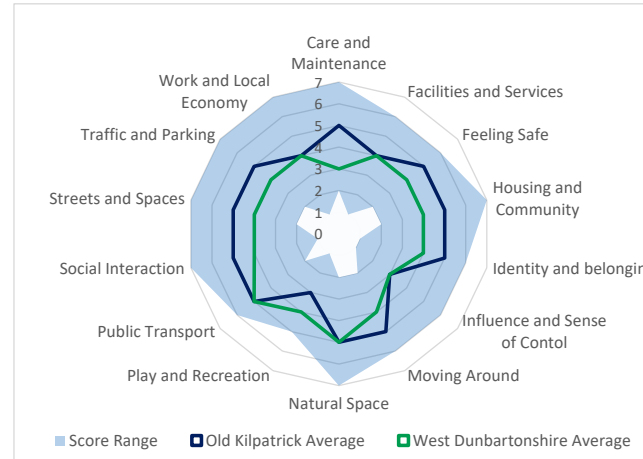 Care and
Maintenance
Work and Local
Economy
Facilities and Services
Traffic and Parking
Feeling Safe
Streets and Spaces
Housing and
Community
Social Interaction
Identity and belonging
Public Transport
Influence and Sense
of Contol
Play and Recreation
Moving Around
Natural Space
7
6
5
4
3
2
1
0
Score Range
Old Kilpatrick Average
West Dunbartonshire Average